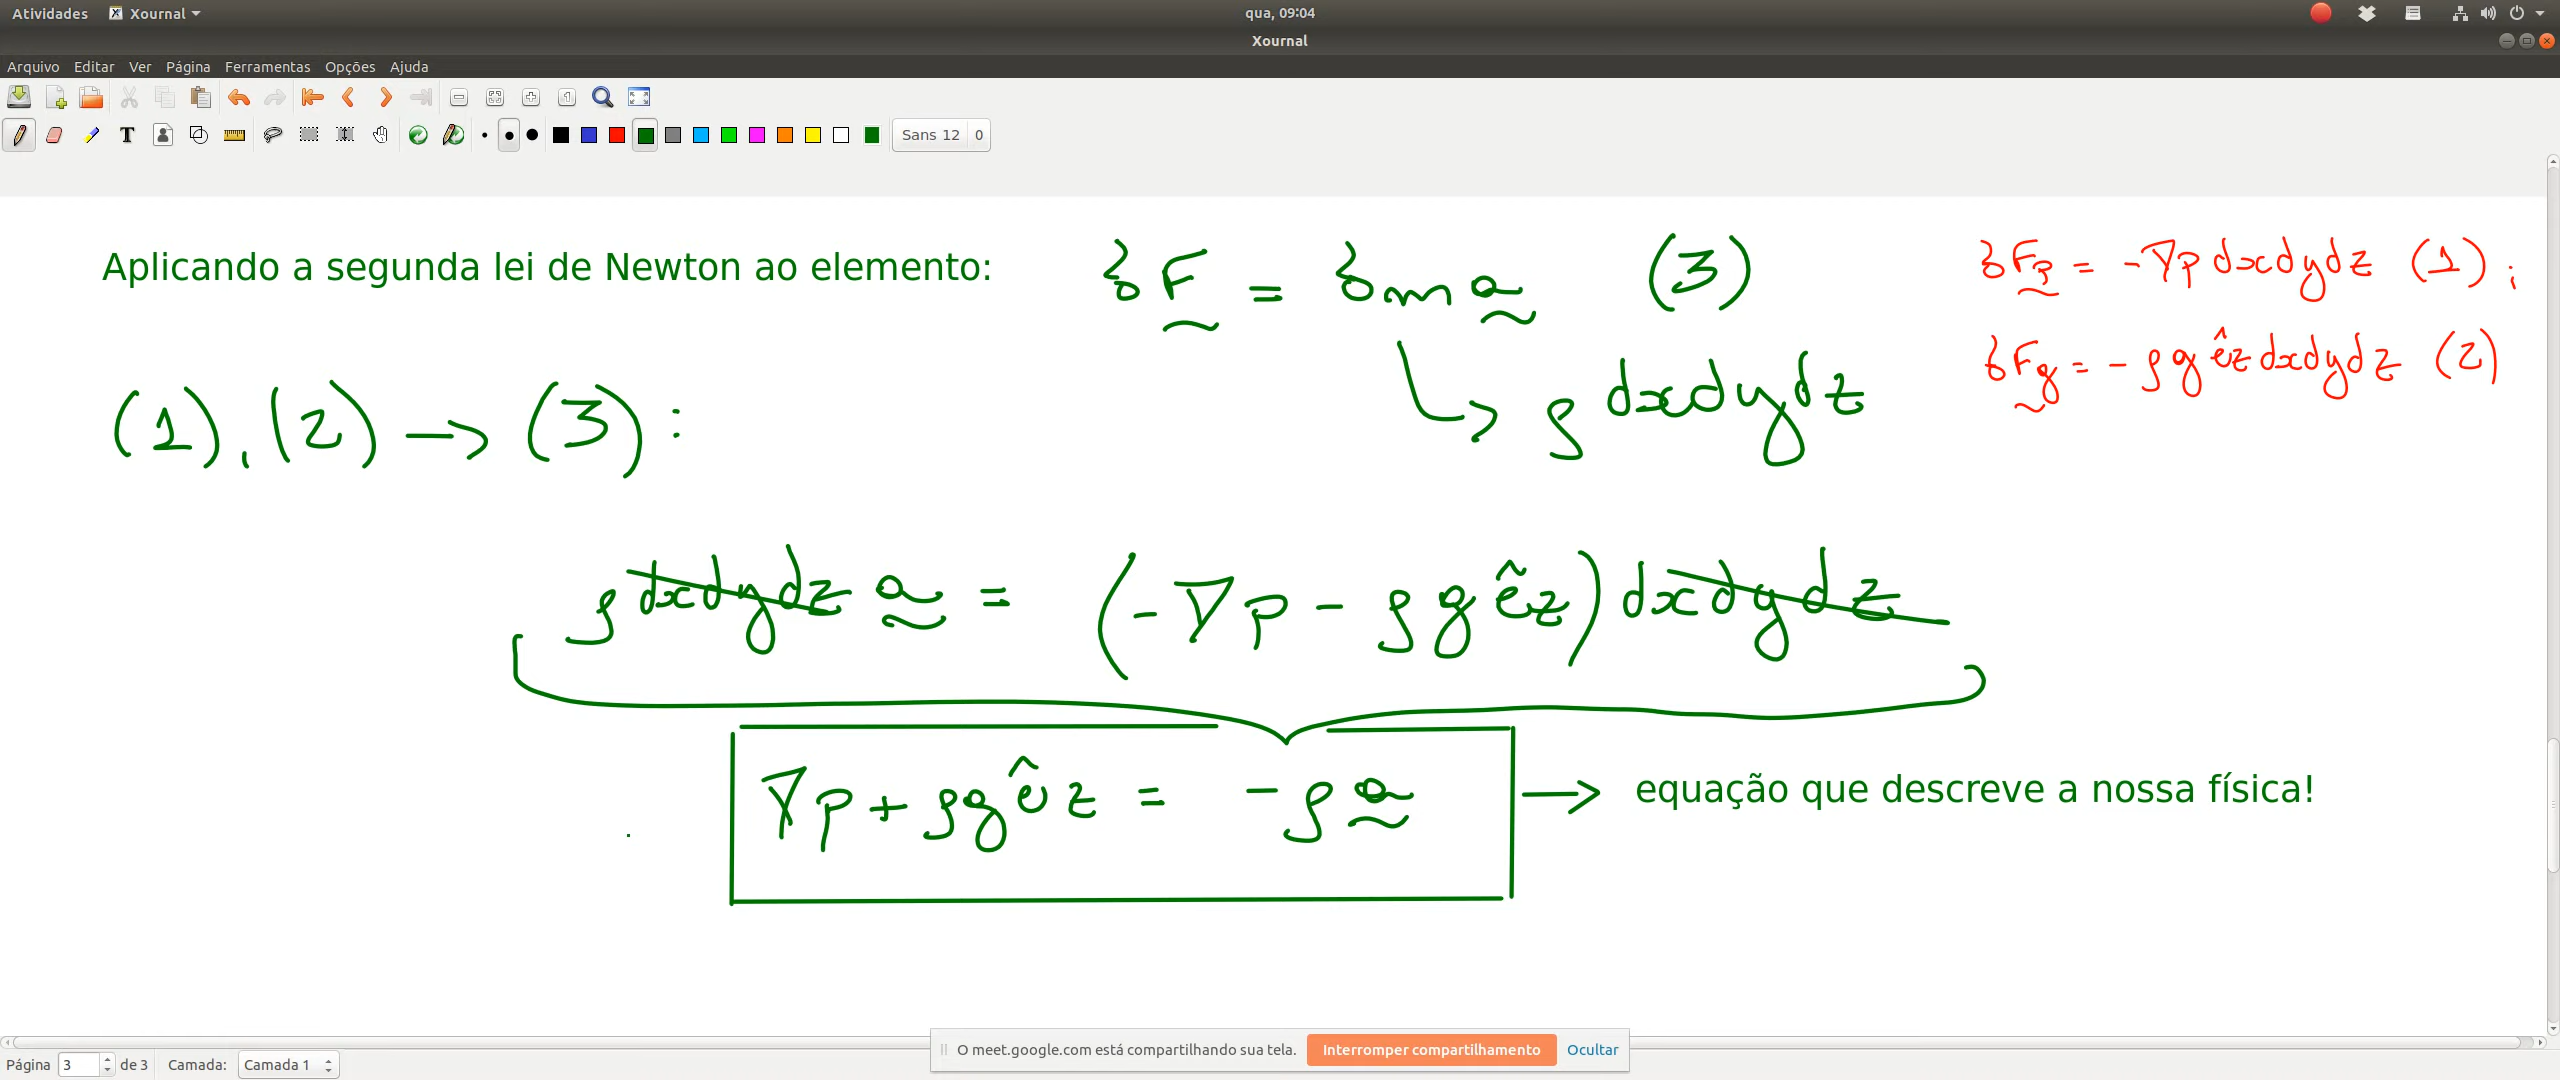 Atividades Xournal qua, 09:04
Xournal
Arquivo Editar Ver Página Ferramentas Opções Ajuda
Sans 12 0
Aplicando a segunda lei de Newton ao elemento: δF = δm a (3)
δFp = -∇p dxdydz (1) ;
δFg = - ρg êz dxdydz (2)
↳ ρ dxdydz
(1), (2) → (3) :
ρ dxdydz a = (-∇p - ρg êz) dxdydz
∇p + ρg êz = -ρ a → equação que descreve a nossa física!
O meet.google.com está compartilhando sua tela. Interromper compartilhamento Ocultar
Página 3 de 3 Camada: Camada 1